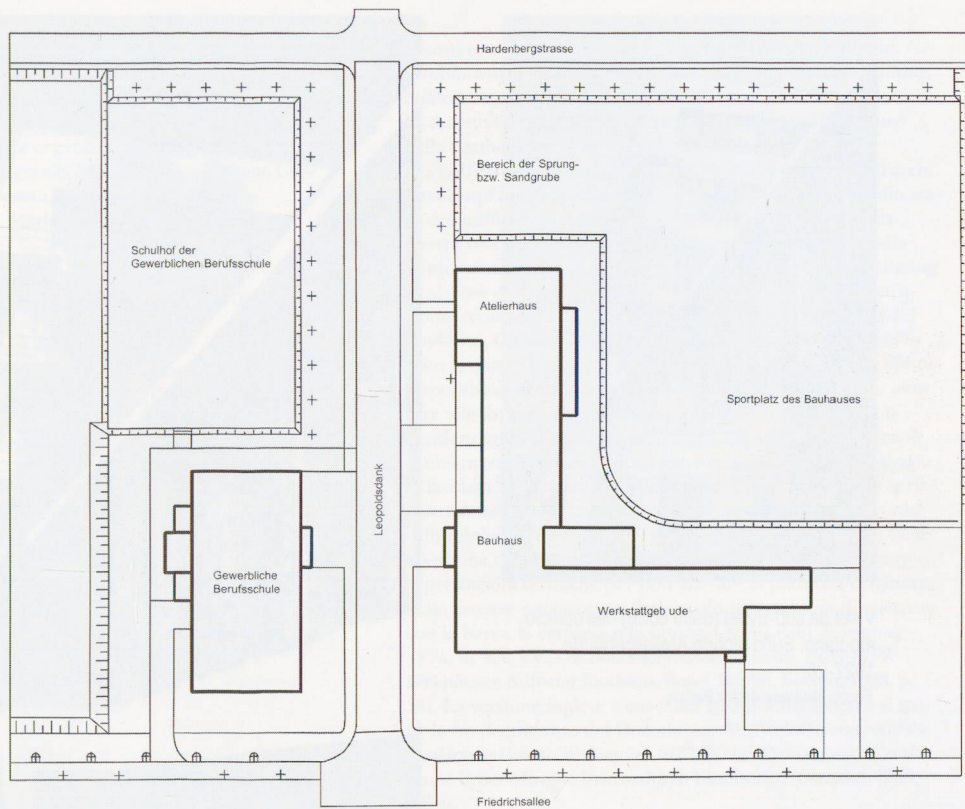 Hardenbergstrasse
Bereich der Sprung-
bzw. Sandgrube
Schulhof der
Gewerblichen Berufsschule
Atelierhaus
Sportplatz des Bauhauses
Leopoldsdank
Bauhaus
Gewerbliche
Berufsschule
Werkstattgeb ude
Friedrichsallee